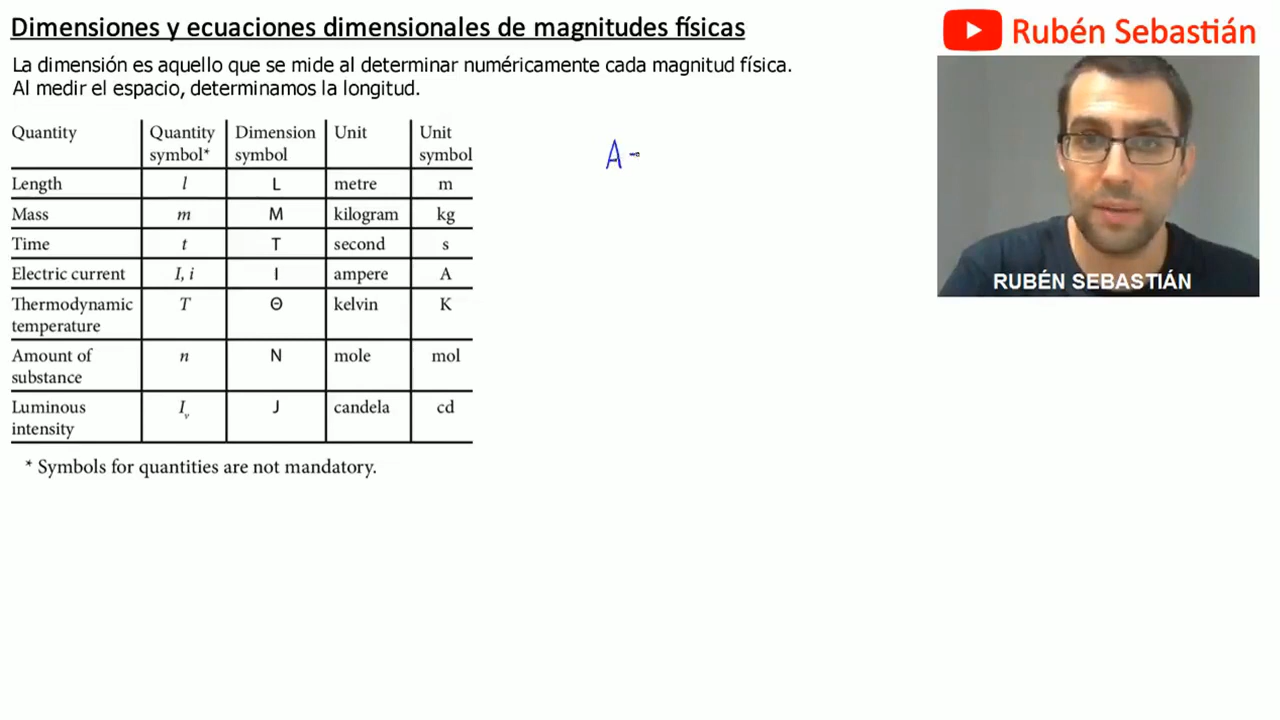 Dimensiones y ecuaciones dimensionales de magnitudes físicas
Rubén Sebastián
La dimensión es aquello que se mide al determinar numéricamente cada magnitud física.
Al medir el espacio, determinamos la longitud.
Quantity Quantity symbol* Dimension symbol Unit Unit symbol
Length l L metre m
Mass m M kilogram kg
Time t T second s
Electric current I, i I ampere A
Thermodynamic temperature T Θ kelvin K
Amount of substance n N mole mol
Luminous intensity Iv J candela cd
* Symbols for quantities are not mandatory.
A -
RUBÉN SEBASTIÁN